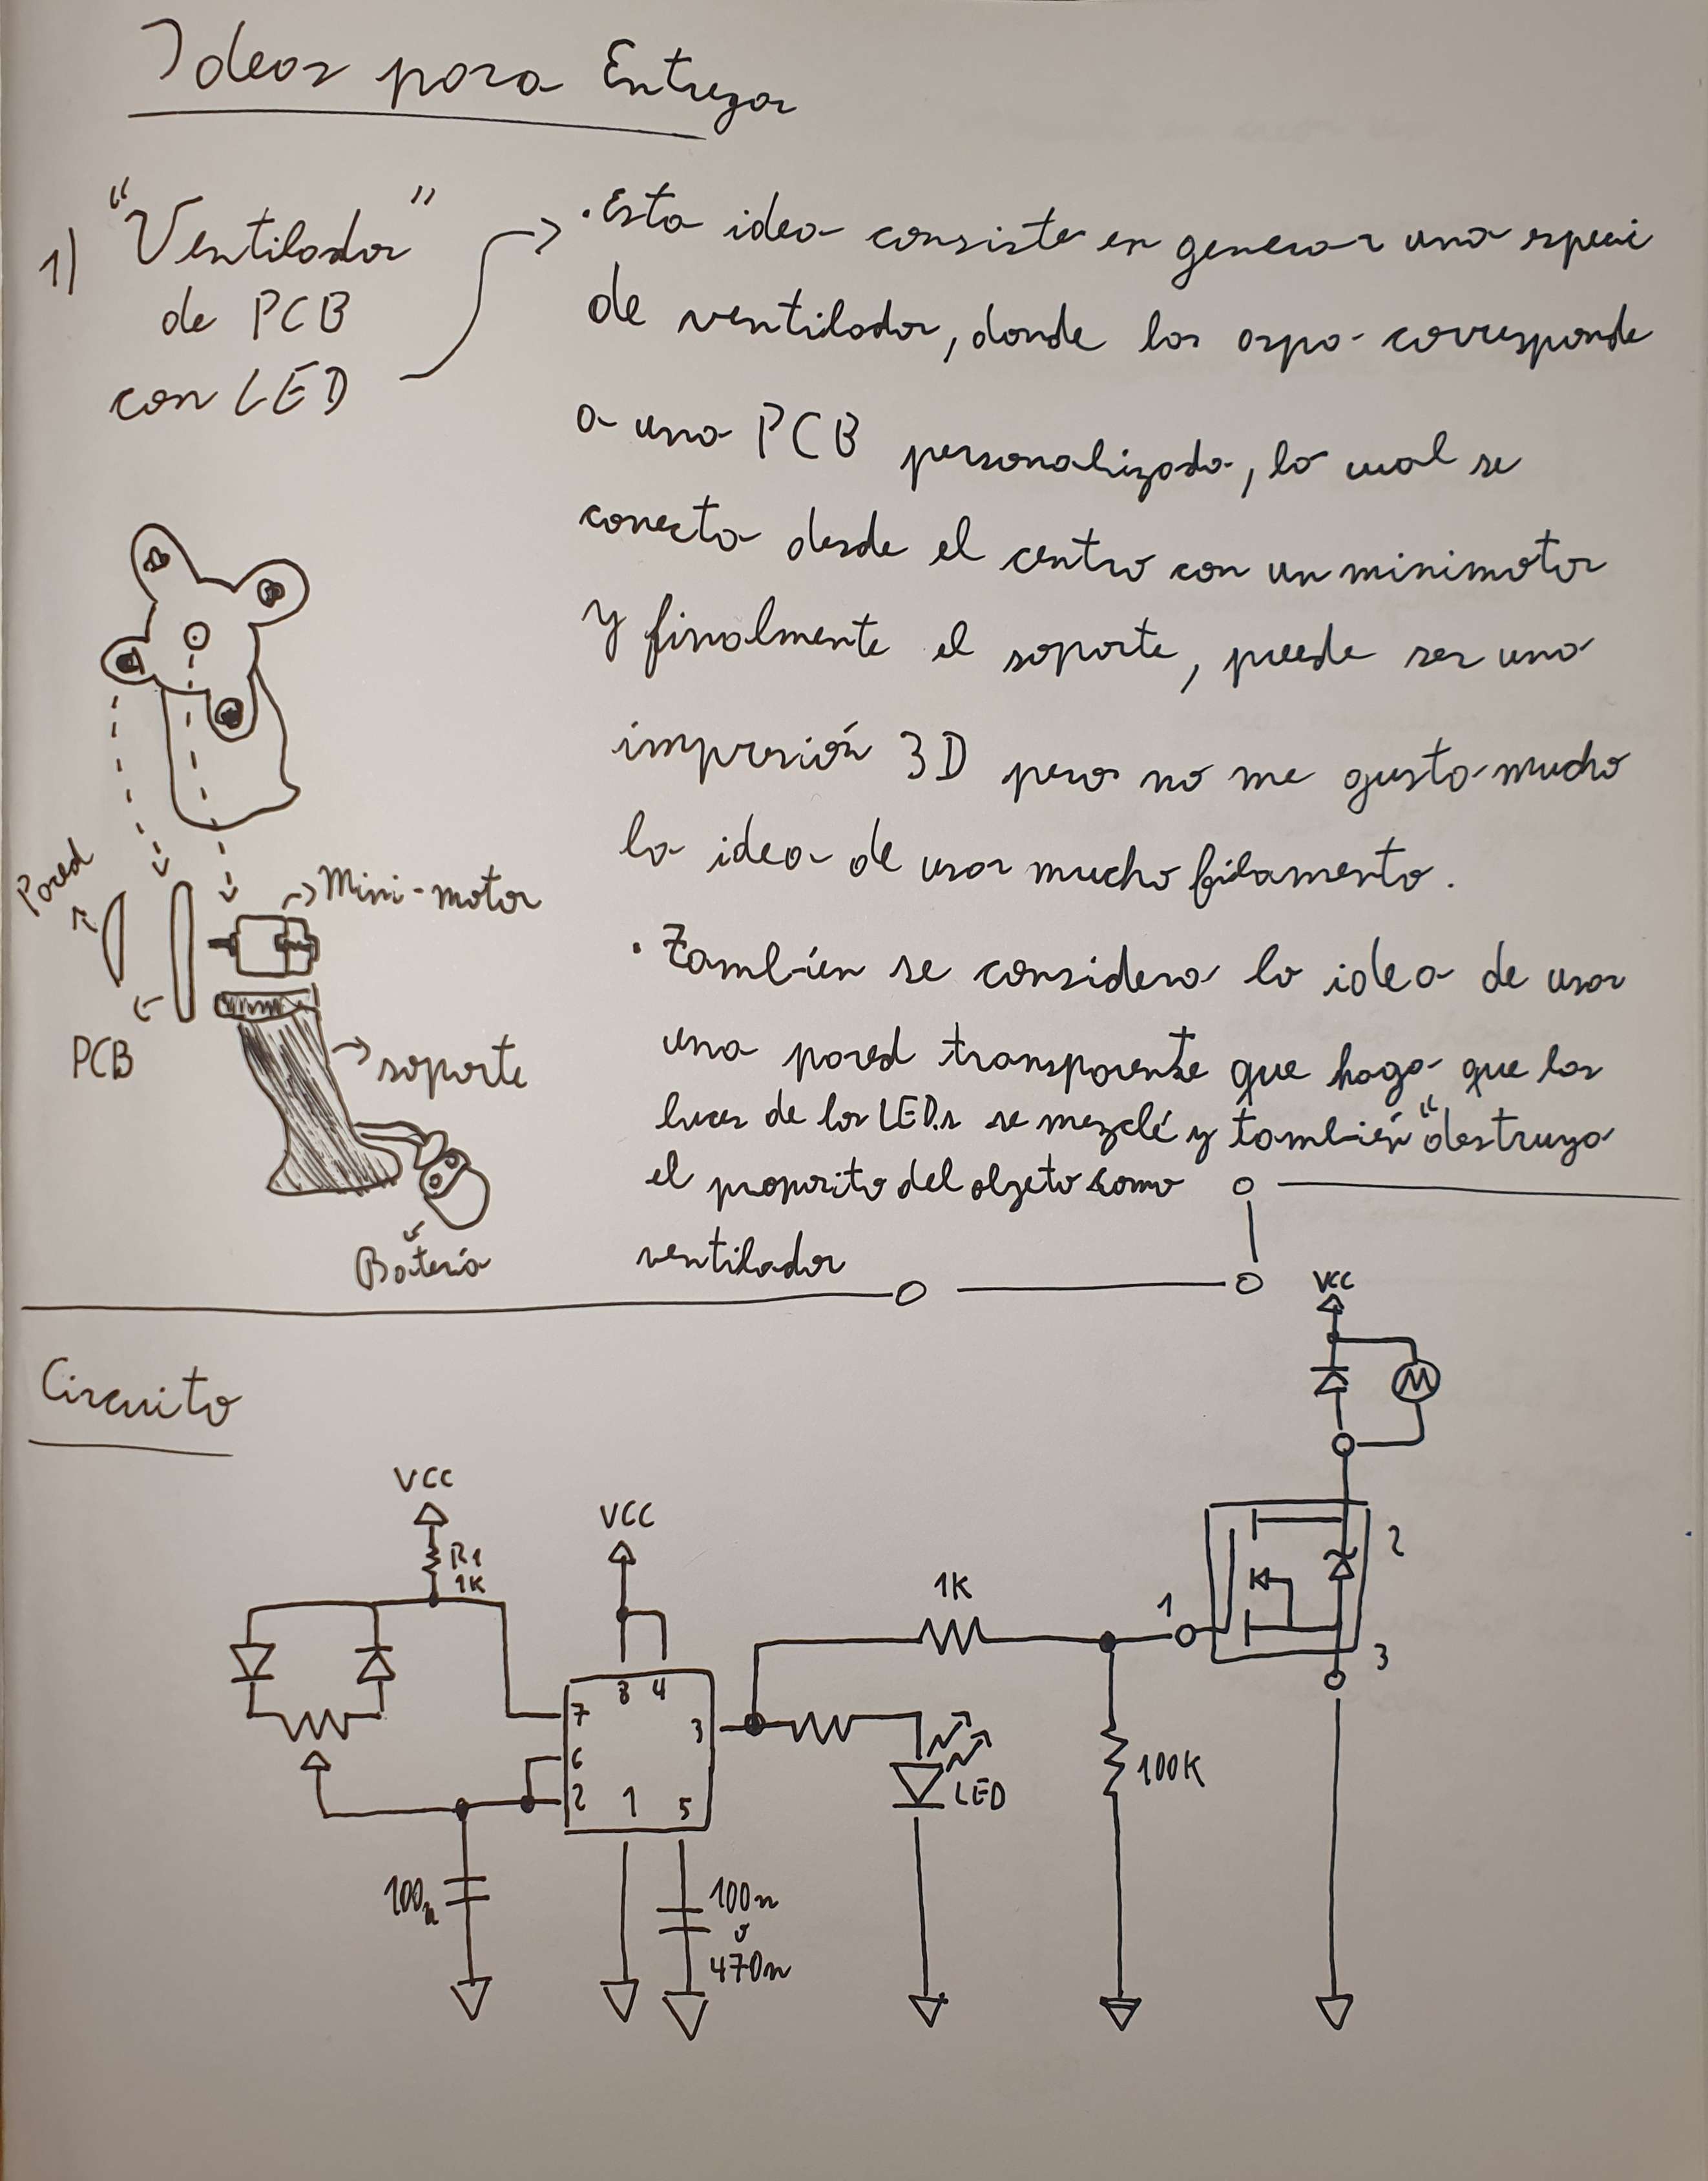 Ideas para Entregar
1) "Ventilador"
de PCB
con LED
· Esta idea consiste en generar una especie
de ventilador, donde las aspa corresponde
a una PCB personalizada, la cual se
conecta desde el centro con un minimotor
y finalmente el soporte, puede ser una
impresión 3D pero no me gusta mucho
la idea de usar mucho filamento.
· También se considera la idea de usar
una pared transparente que haga que las
luces de los LEDs se mezclé y también "destruya
el proposito del objeto como
ventilador
Pared
Mini-motor
PCB
soporte
Batería
Circuito
VCC
VCC
R1
1K
VCC
1K
1
2
3
8 4
7
6
2
3
1
5
LED
100K
100n
100n
ó
470n
M